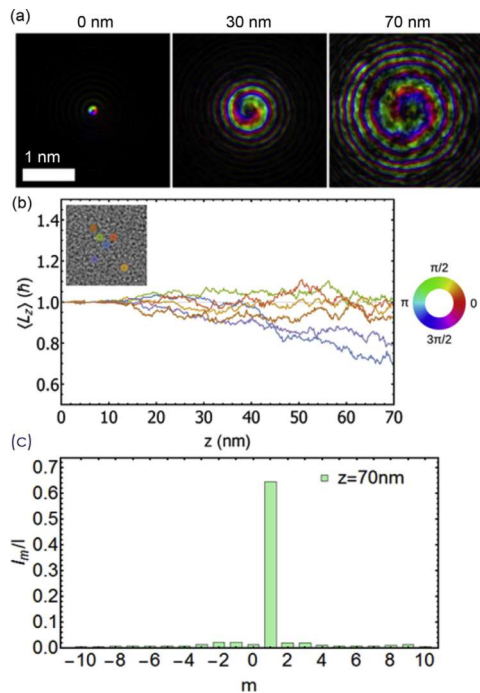 (a)
0 nm 30 nm 70 nm
1 nm
(b)
1.4
1.2
1.0
0.8
0.6
⟨Lz⟩ (ℏ)
0 10 20 30 40 50 60 70
z (nm)
π/2
π 0
3π/2
(c)
0.7
0.6
0.5
0.4
0.3
0.2
0.1
0.0
Im/I
z=70nm
−10 −8 −6 −4 −2 0 2 4 6 8 10
m